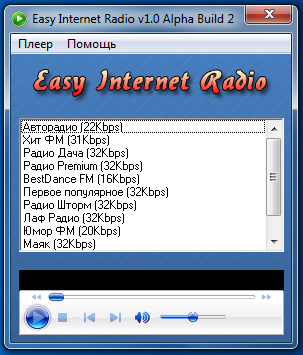 Easy Internet Radio v1.0 Alpha Build 2
Плеер Помощь
Easy Internet Radio
Авторадио (22Kbps)
Хит ФМ (31Kbps)
Радио Дача (32Kbps)
Радио Premium (32Kbps)
BestDance FM (16Kbps)
Первое популярное (32Kbps)
Радио Шторм (32Kbps)
Лаф Радио (32Kbps)
Юмор ФМ (20Kbps)
Маяк (32Kbps)